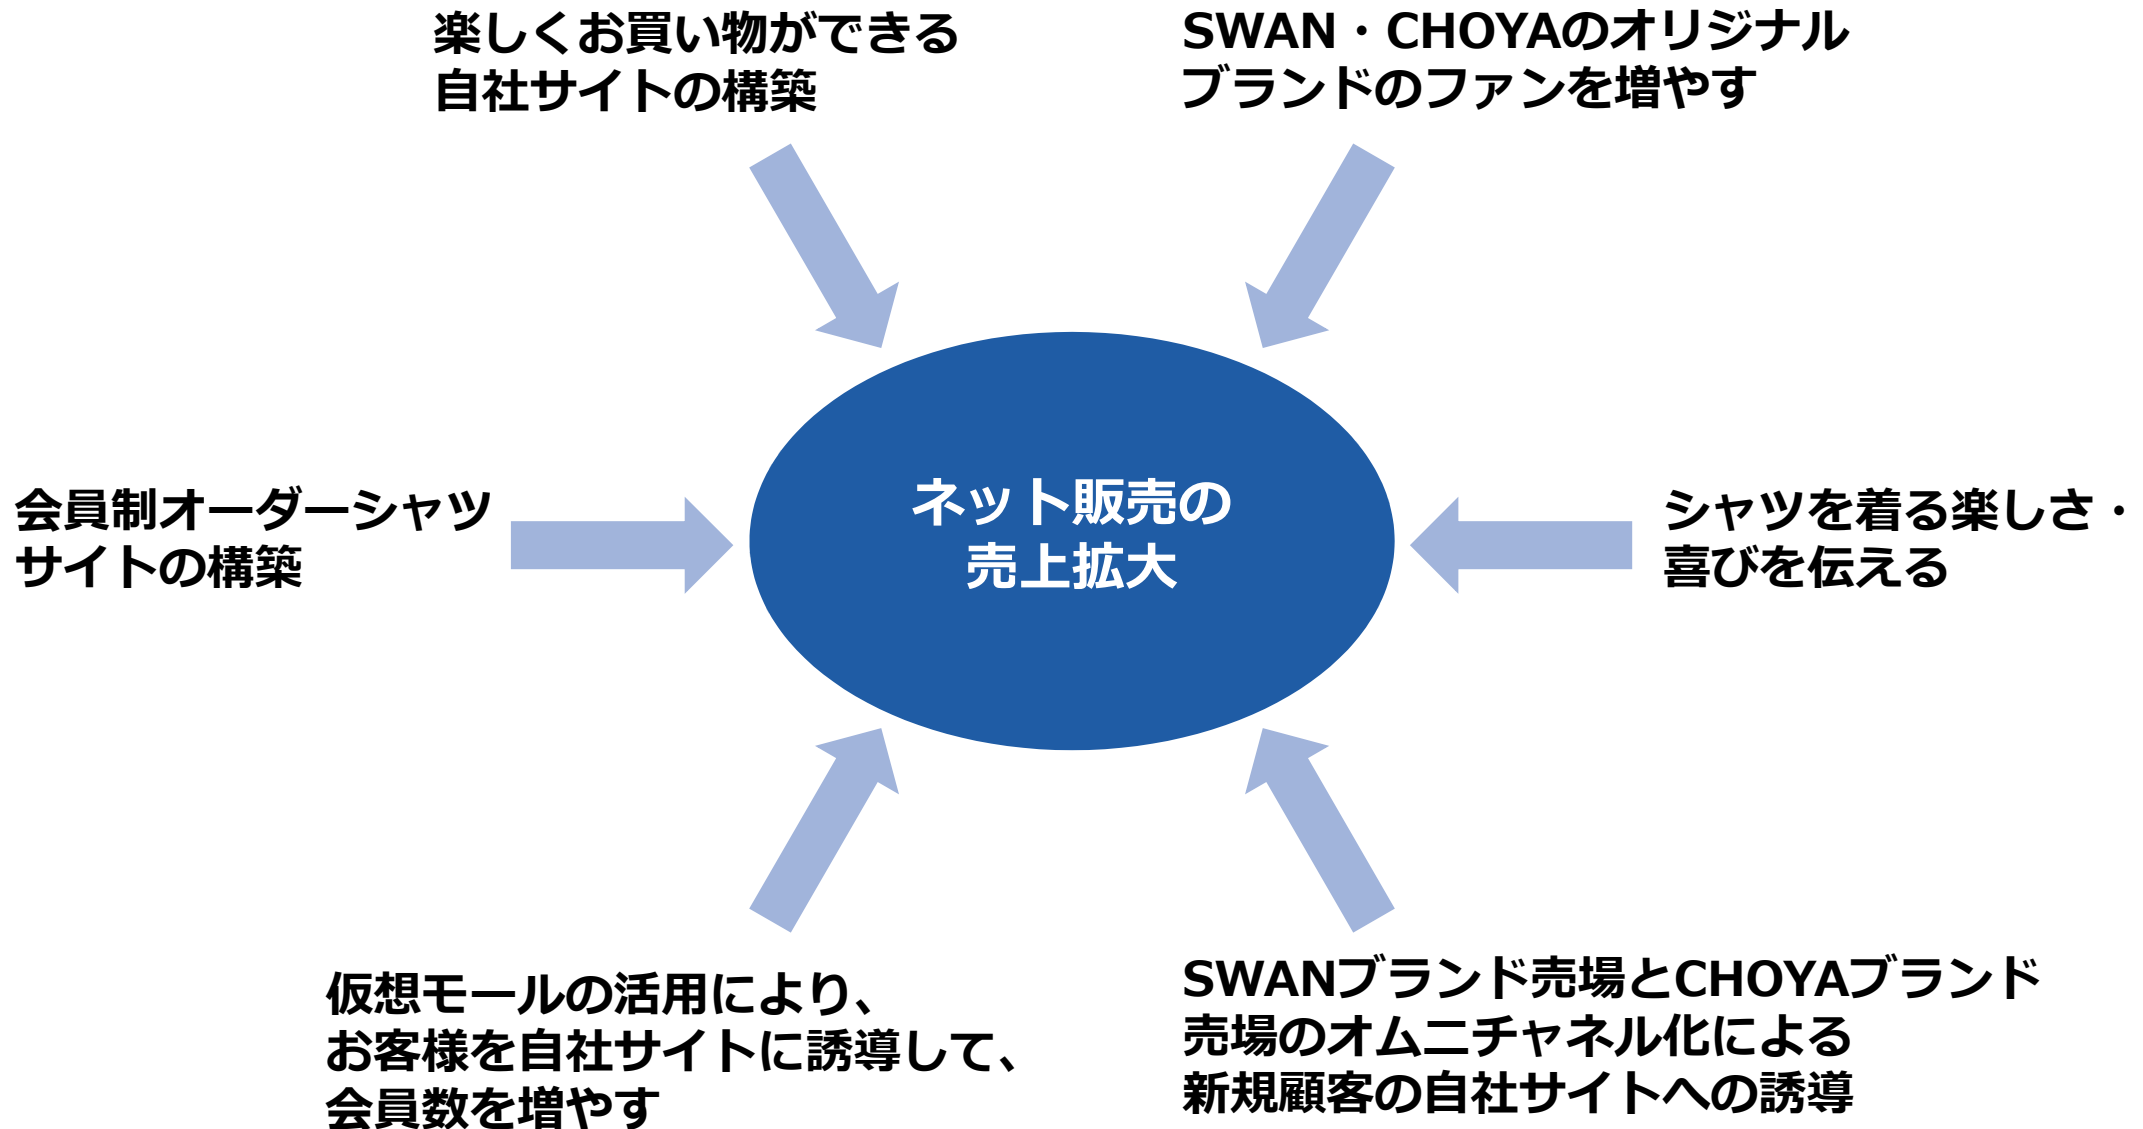 楽しくお買い物ができる
自社サイトの構築
SWAN・CHOYAのオリジナル
ブランドのファンを増やす
会員制オーダーシャツ
サイトの構築
ネット販売の
売上拡大
シャツを着る楽しさ・
喜びを伝える
仮想モールの活用により、
お客様を自社サイトに誘導して、
会員数を増やす
SWANブランド売場とCHOYAブランド
売場のオムニチャネル化による
新規顧客の自社サイトへの誘導